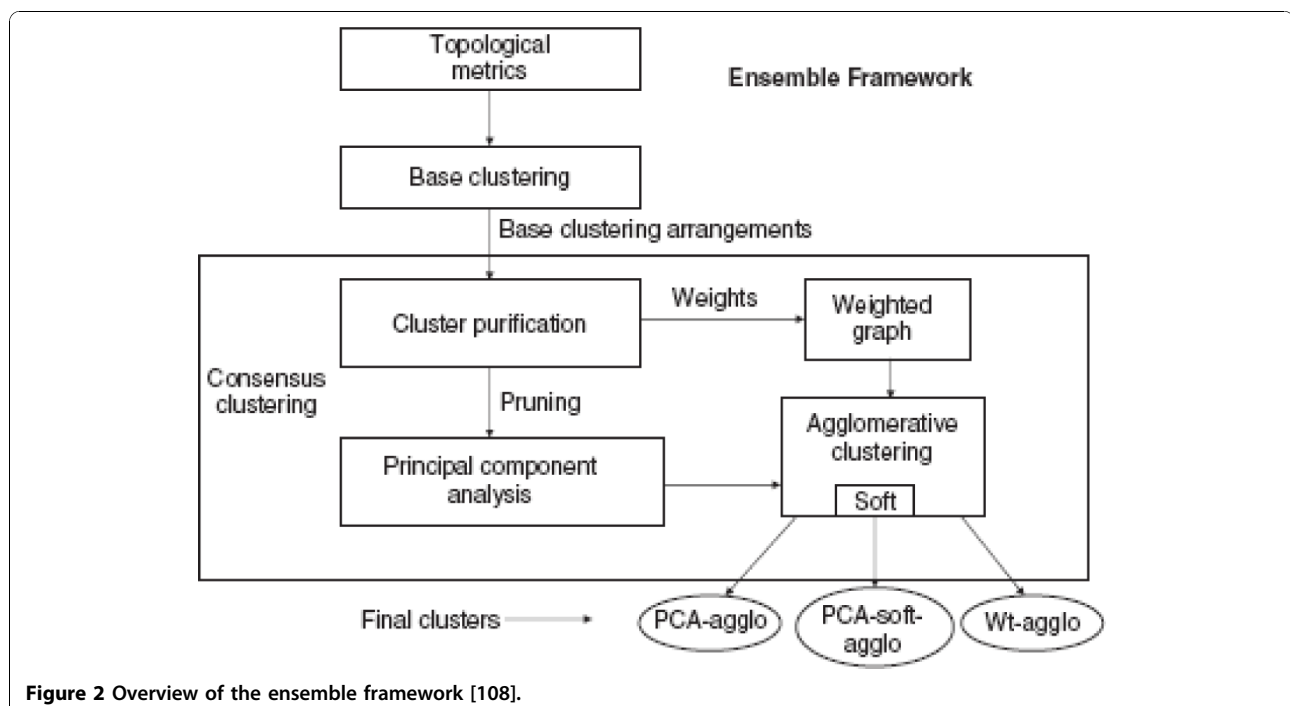 Topological
metrics
Ensemble Framework
Base clustering
Base clustering arrangements
Cluster purification
Weights
Weighted
graph
Consensus
clustering
Pruning
Agglomerative
clustering
Principal component
analysis
Soft
Final clusters
PCA-agglo
PCA-soft-
agglo
Wt-agglo
Figure 2 Overview of the ensemble framework [108].